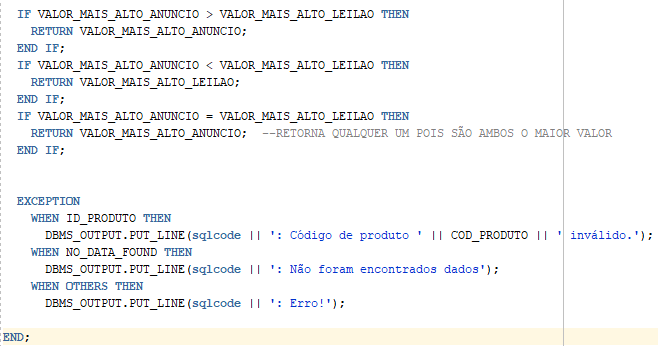 IF VALOR_MAIS_ALTO_ANUNCIO > VALOR_MAIS_ALTO_LEILAO THEN
RETURN VALOR_MAIS_ALTO_ANUNCIO;
END IF;
IF VALOR_MAIS_ALTO_ANUNCIO < VALOR_MAIS_ALTO_LEILAO THEN
RETURN VALOR_MAIS_ALTO_LEILAO;
END IF;
IF VALOR_MAIS_ALTO_ANUNCIO = VALOR_MAIS_ALTO_LEILAO THEN
RETURN VALOR_MAIS_ALTO_ANUNCIO;  --RETORNA QUALQUER UM POIS SÃO AMBOS O MAIOR VALOR
END IF;
EXCEPTION
WHEN ID_PRODUTO THEN
DBMS_OUTPUT.PUT_LINE(sqlcode || ': Código de produto ' || COD_PRODUTO || ' inválido.');
WHEN NO_DATA_FOUND THEN
DBMS_OUTPUT.PUT_LINE(sqlcode || ': Não foram encontrados dados');
WHEN OTHERS THEN
DBMS_OUTPUT.PUT_LINE(sqlcode || ': Erro!');
END;